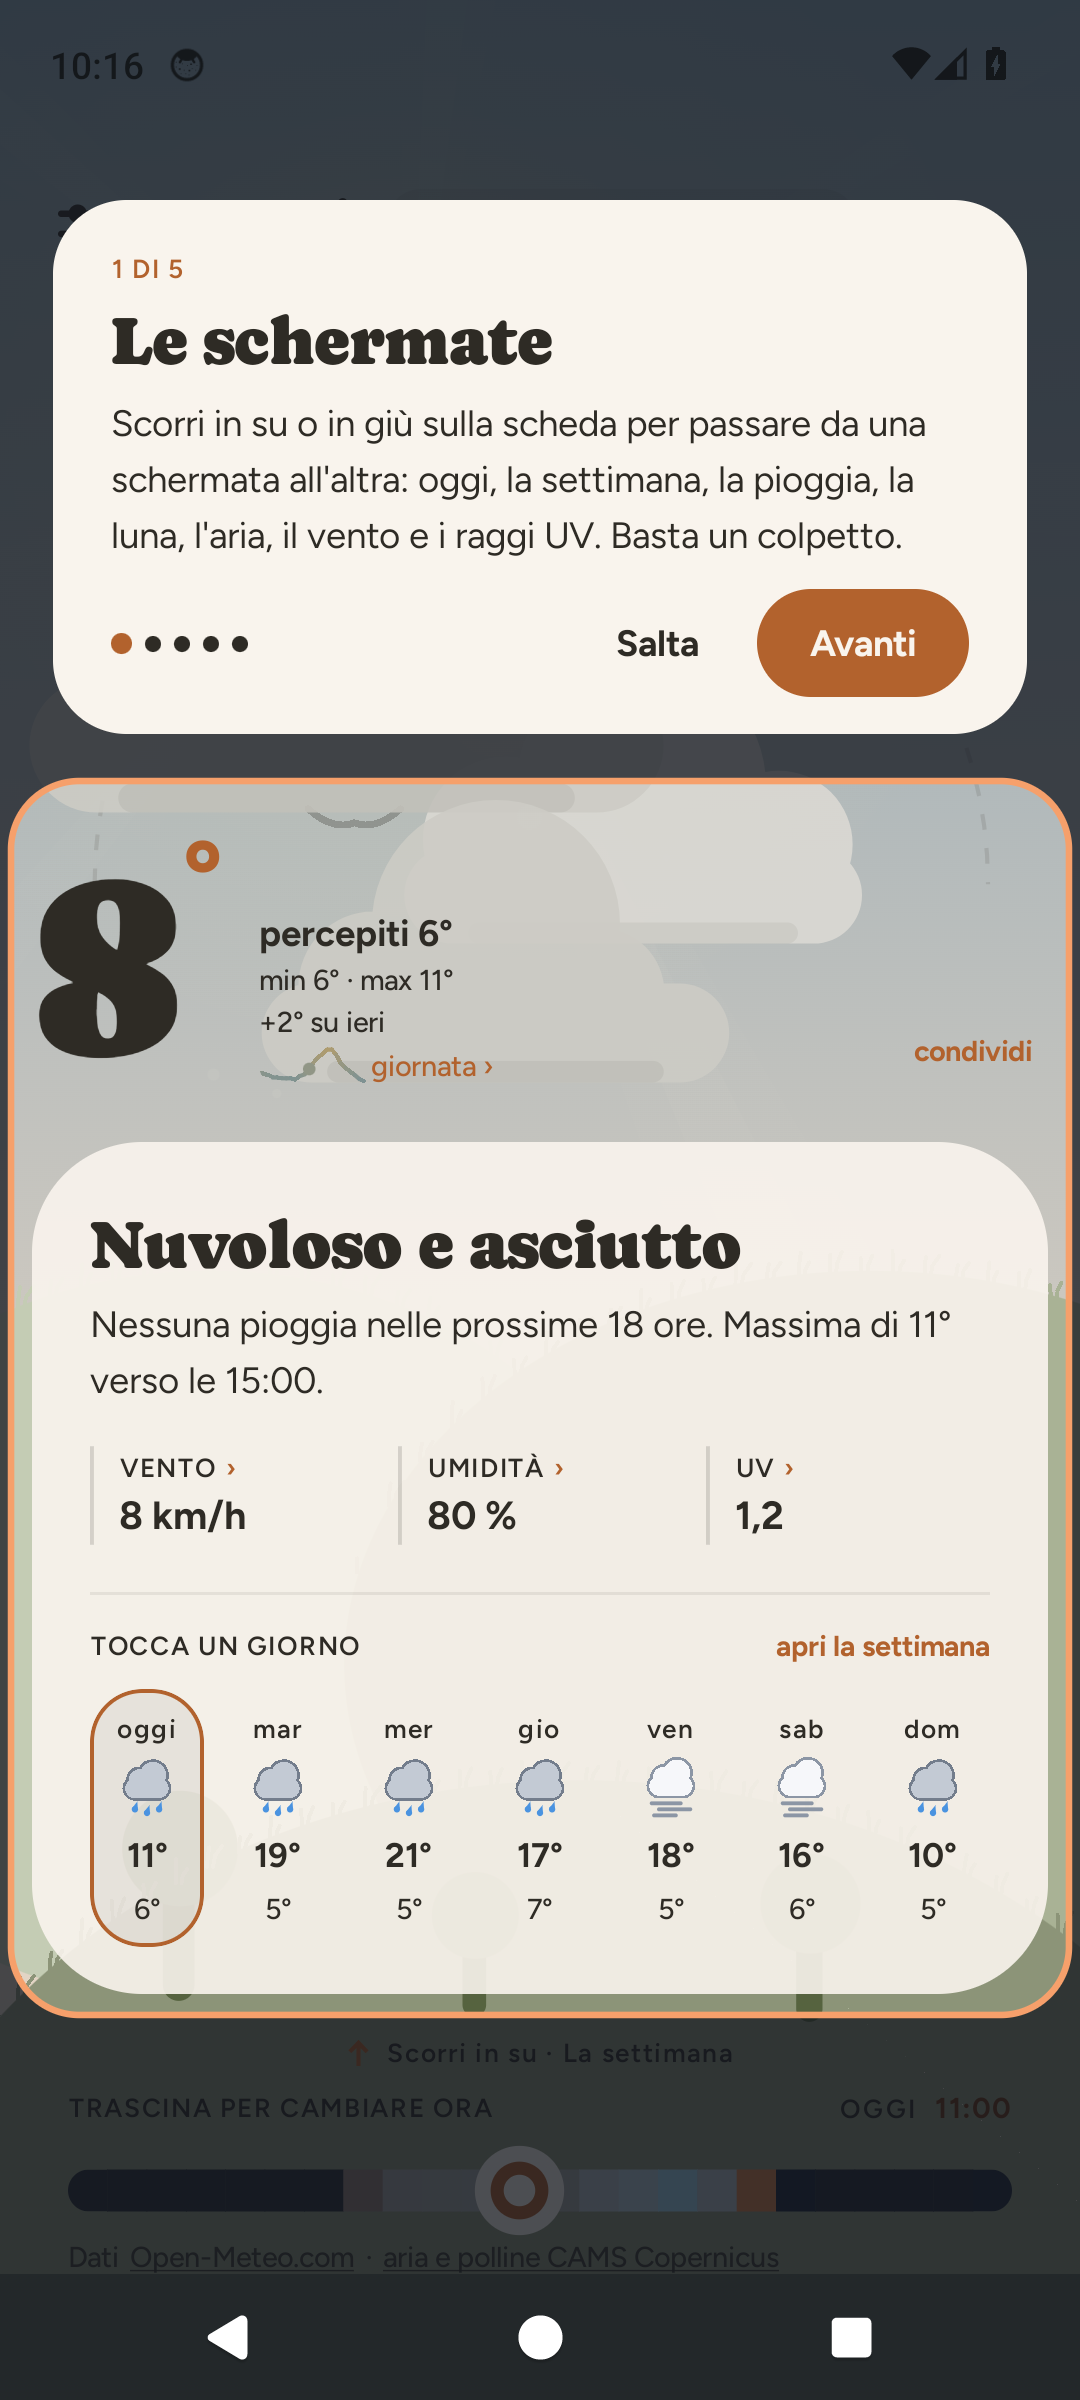 10:16
1 DI 5
Le schermate
Scorri in su o in giù sulla scheda per passare da una
schermata all'altra: oggi, la settimana, la pioggia, la
luna, l'aria, il vento e i raggi UV. Basta un colpetto.
Salta
Avanti
8°
percepiti 6°
min 6° · max 11°
+2° su ieri
giornata ›
condividi
Nuvoloso e asciutto
Nessuna pioggia nelle prossime 18 ore. Massima di 11°
verso le 15:00.
VENTO › UMIDITÀ › UV ›
8 km/h 80 % 1,2
TOCCA UN GIORNO apri la settimana
oggi mar mer gio ven sab dom
11° 19° 21° 17° 18° 16° 10°
6° 5° 5° 7° 5° 6° 5°
↑ Scorri in su · La settimana
TRASCINA PER CAMBIARE ORA OGGI 11:00
Dati Open-Meteo.com · aria e polline CAMS Copernicus